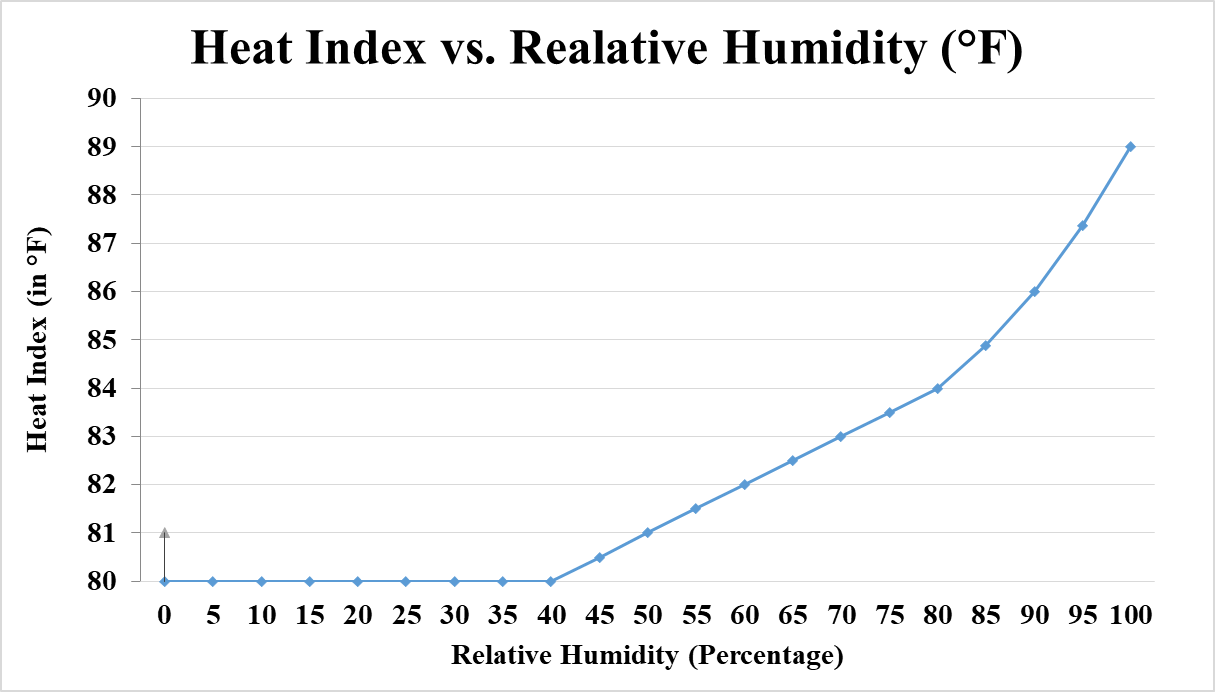 Heat Index vs. Realative Humidity (°F)
90
89
88
87
86
85
84
83
82
81
80
Heat Index (in °F)
0 5 10 15 20 25 30 35 40 45 50 55 60 65 70 75 80 85 90 95 100
Relative Humidity (Percentage)